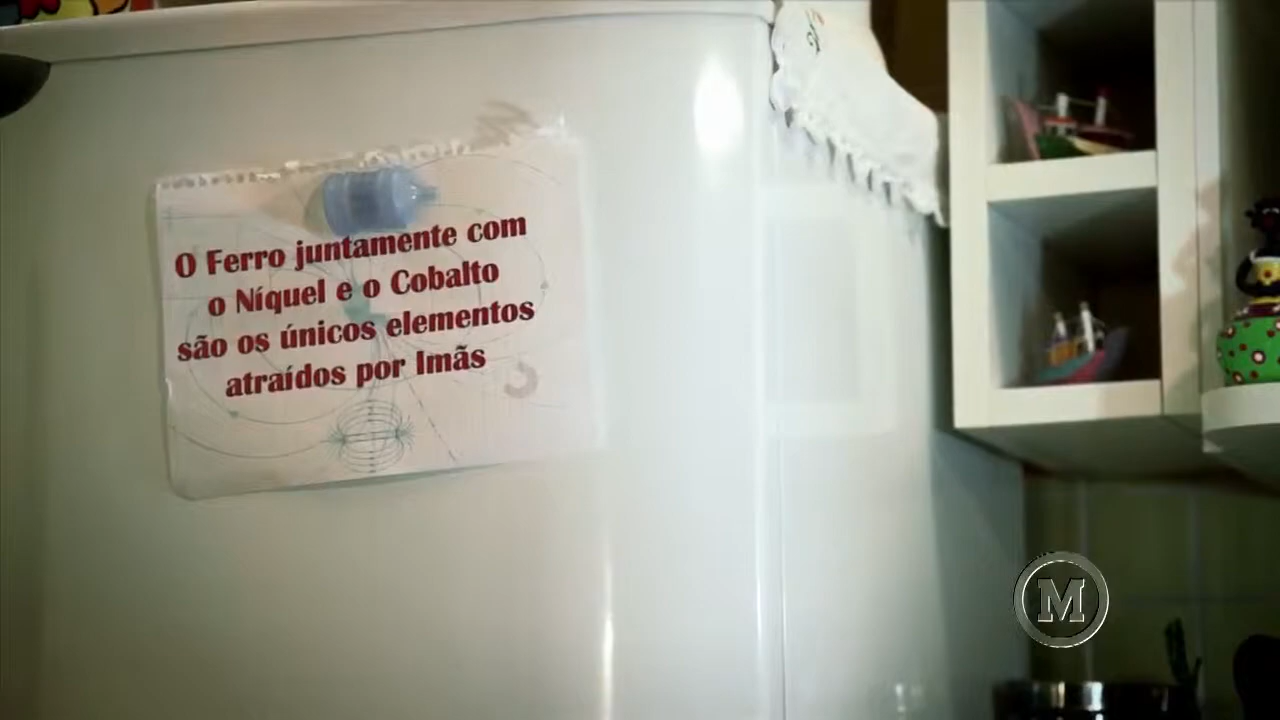 O Ferro juntamente com
o Níquel e o Cobalto
são os únicos elementos
atraídos por Imãs
M